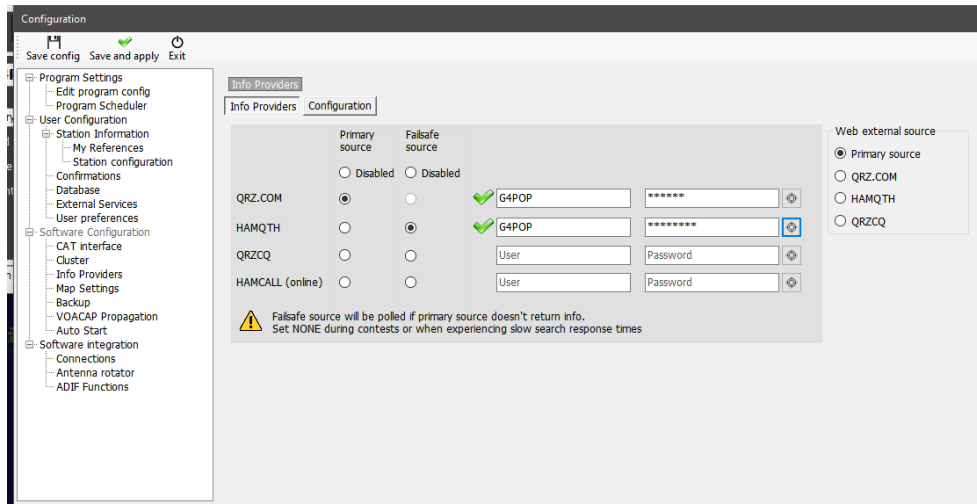 Configuration
Save config Save and apply Exit
Program Settings
Edit program config
Program Scheduler
User Configuration
Station Information
My References
Station configuration
Confirmations
Database
External Services
User preferences
Software Configuration
CAT interface
Cluster
Info Providers
Map Settings
Backup
VOACAP Propagation
Auto Start
Software integration
Connections
Antenna rotator
ADIF Functions
Info Providers
Info Providers Configuration
Primary source Failsafe source
Disabled Disabled
QRZ.COM G4POP ******
HAMQTH G4POP ********
QRZCQ User Password
HAMCALL (online) User Password
Failsafe source will be polled if primary source doesn't return info.
Set NONE during contests or when experiencing slow search response times
Web external source
Primary source
QRZ.COM
HAMQTH
QRZCQ